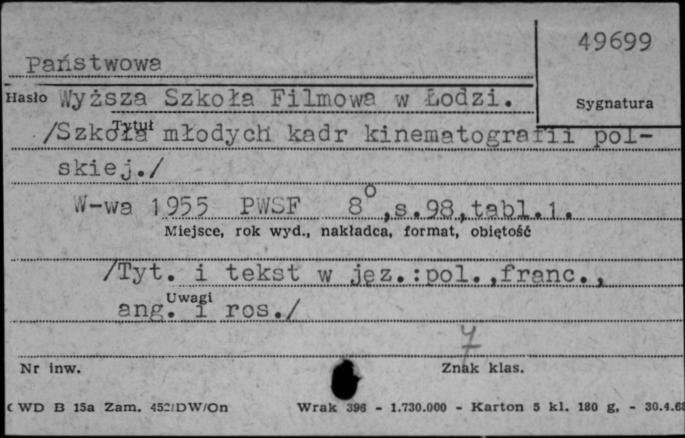 49699
Państwowa
Hasło Wyższa Szkoła Filmowa w Łodzi.
Sygnatura
Tytuł
/Szkoła młodych kadr kinematografii pol-
skiej./
W-wa 1955 PWSF 8°,s.98,tabl.1.
Miejsce, rok wyd., nakładca, format, objętość
/Tyt. i tekst w jęz.:pol.,franc.,
Uwagi
ang. i ros./
7
Nr inw.
Znak klas.
CWD B 15a Zam. 452/DW/On Wrak 396 - 1.730.000 - Karton 5 kl. 180 g. - 30.4.68